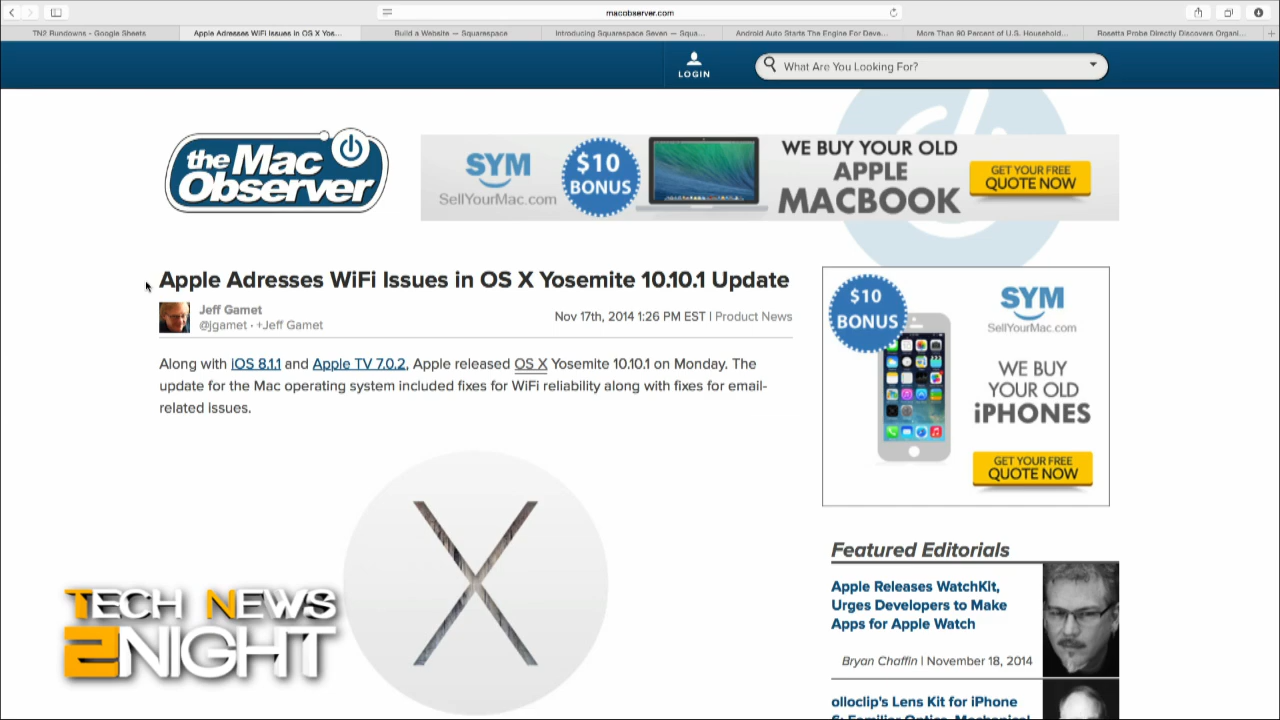 macobserver.com
TN2 Rundowns - Google Sheets
Apple Adresses WiFi Issues in OS X Yos...
Build a Website — Squarespace
Introducing Squarespace Seven — Squa...
Android Auto Starts The Engine For Deve...
More Than 90 Percent of U.S. Household...
Rosetta Probe Directly Discovers Organi...
LOGIN
What Are You Looking For?
the Mac
Observer
SYM
SellYourMac.com
$10
BONUS
WE BUY YOUR OLD
APPLE
MACBOOK
GET YOUR FREE
QUOTE NOW
Apple Adresses WiFi Issues in OS X Yosemite 10.10.1 Update
Jeff Gamet
@jgamet · +Jeff Gamet
Nov 17th, 2014 1:26 PM EST | Product News
Along with iOS 8.1.1 and Apple TV 7.0.2, Apple released OS X Yosemite 10.10.1 on Monday. The
update for the Mac operating system included fixes for WiFi reliability along with fixes for email-
related issues.
$10
BONUS
SYM
SellYourMac.com
WE BUY
YOUR OLD
iPHONES
GET YOUR FREE
QUOTE NOW
Featured Editorials
Apple Releases WatchKit,
Urges Developers to Make
Apps for Apple Watch
Bryan Chaffin | November 18, 2014
olloclip's Lens Kit for iPhone
6: Familiar Optics, Mechanical
X
TECH NEWS
2NIGHT